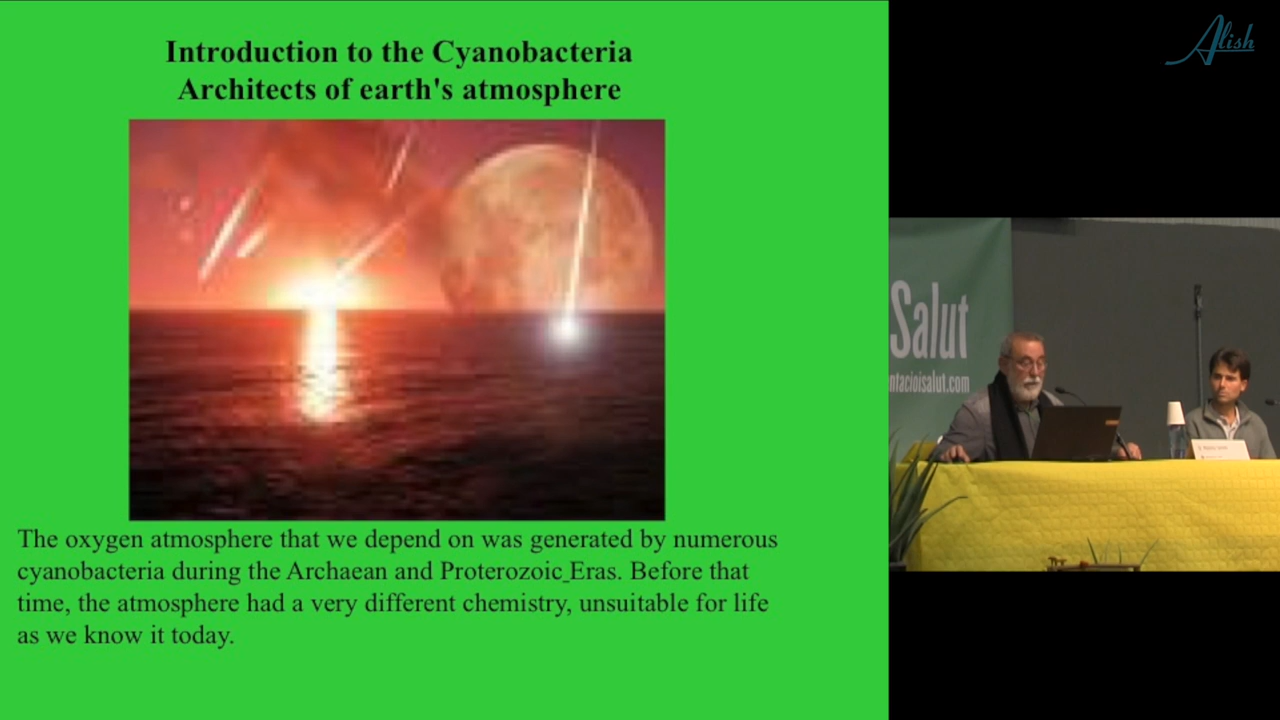 Introduction to the Cyanobacteria
Architects of earth's atmosphere
The oxygen atmosphere that we depend on was generated by numerous
cyanobacteria during the Archaean and Proterozoic_Eras. Before that
time, the atmosphere had a very different chemistry, unsuitable for life
as we know it today.
Alish
Salut
ntacioisalut.com